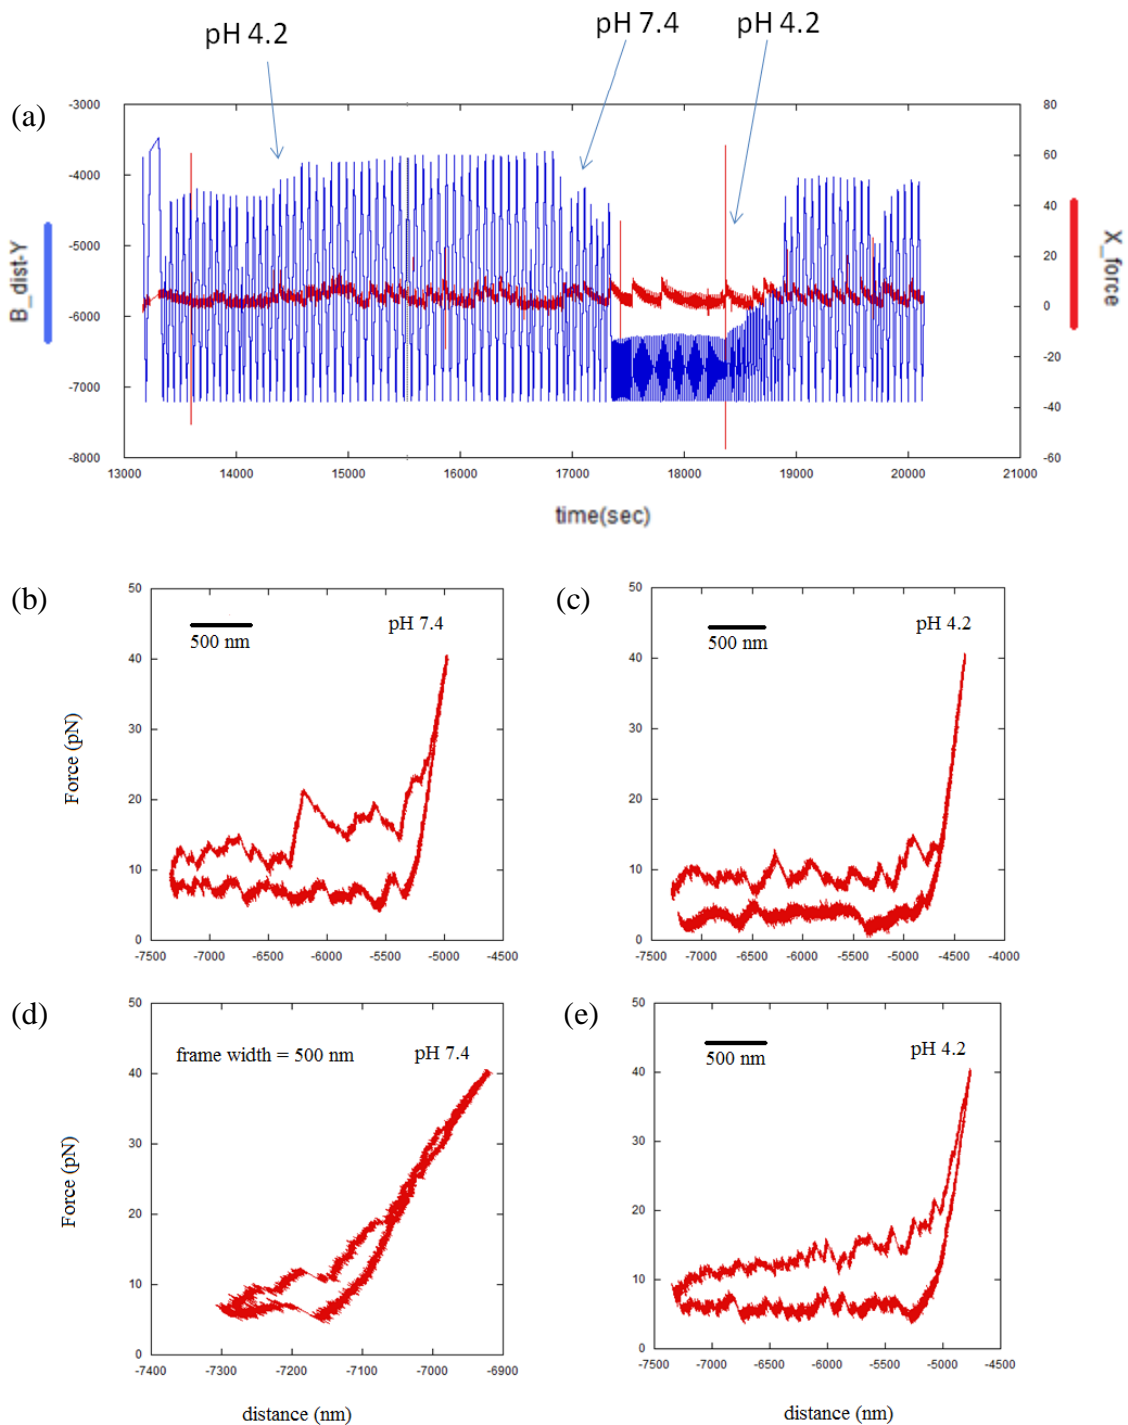 pH 4.2
pH 7.4
pH 4.2
(a)
-3000
-4000
-5000
-6000
-7000
-8000
80
60
40
20
0
-20
-40
-60
B_dist-Y
X_force
13000 14000 15000 16000 17000 18000 19000 20000 21000
time(sec)
(b)
50
40
30
20
10
0
500 nm
pH 7.4
Force (pN)
-7500 -7000 -6500 -6000 -5500 -5000 -4500
(c)
50
40
30
20
10
0
500 nm
pH 4.2
-7500 -7000 -6500 -6000 -5500 -5000 -4500 -4000
(d)
50
40
30
20
10
0
frame width = 500 nm
pH 7.4
Force (pN)
-7400 -7300 -7200 -7100 -7000 -6900
distance (nm)
(e)
50
40
30
20
10
0
500 nm
pH 4.2
-7500 -7000 -6500 -6000 -5500 -5000 -4500
distance (nm)